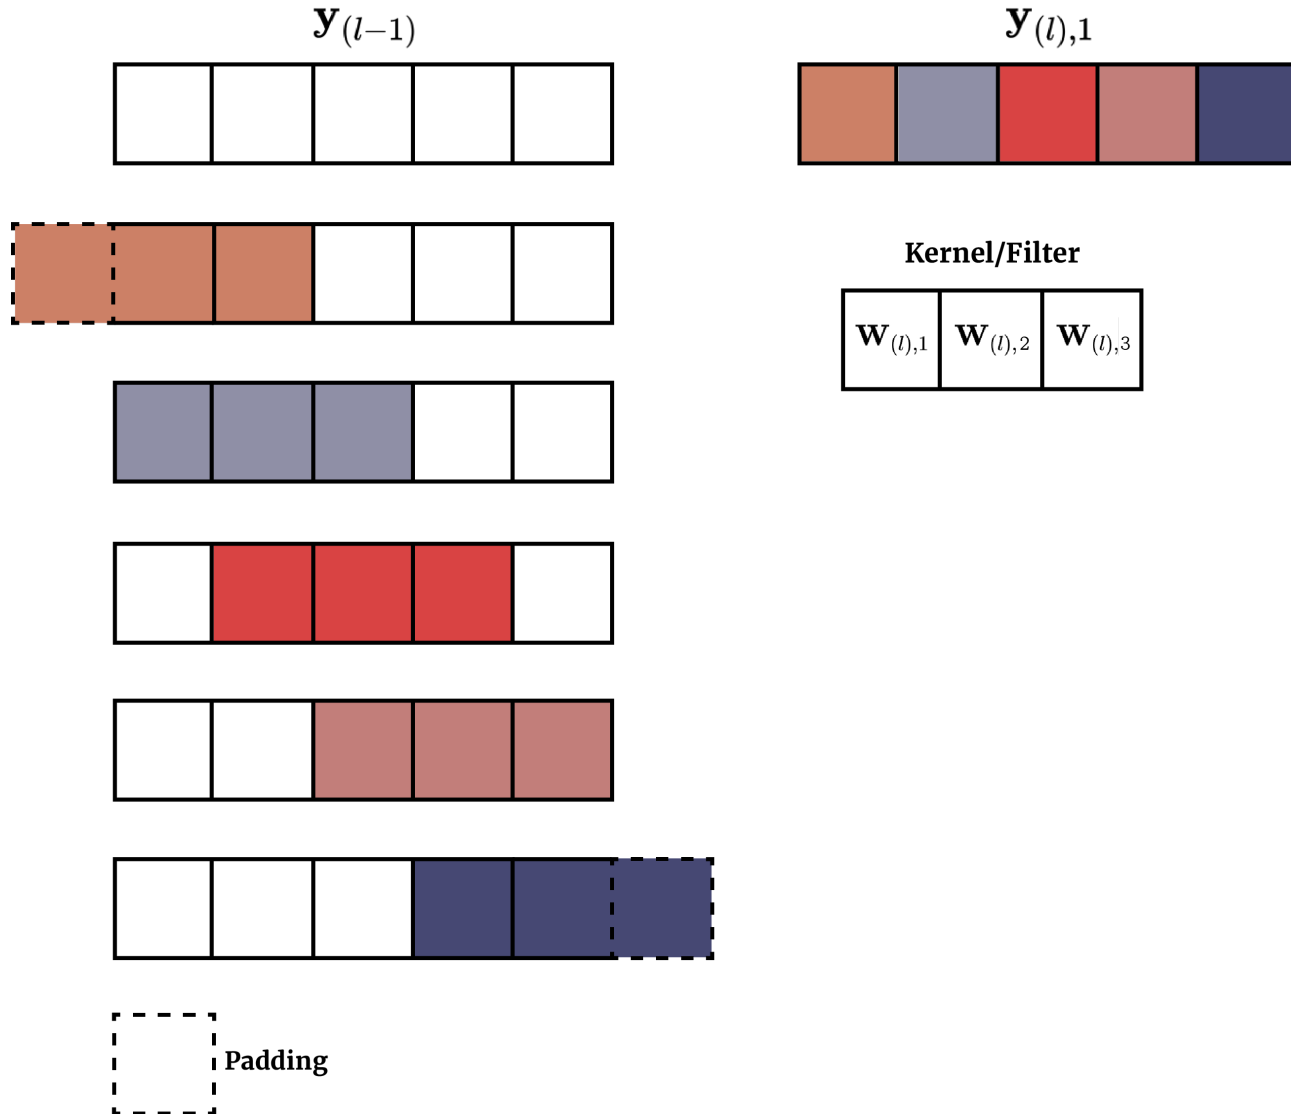 𝐲(l−1)
𝐲(l),1
Kernel/Filter
𝐰(l),1 𝐰(l),2 𝐰(l),3
Padding